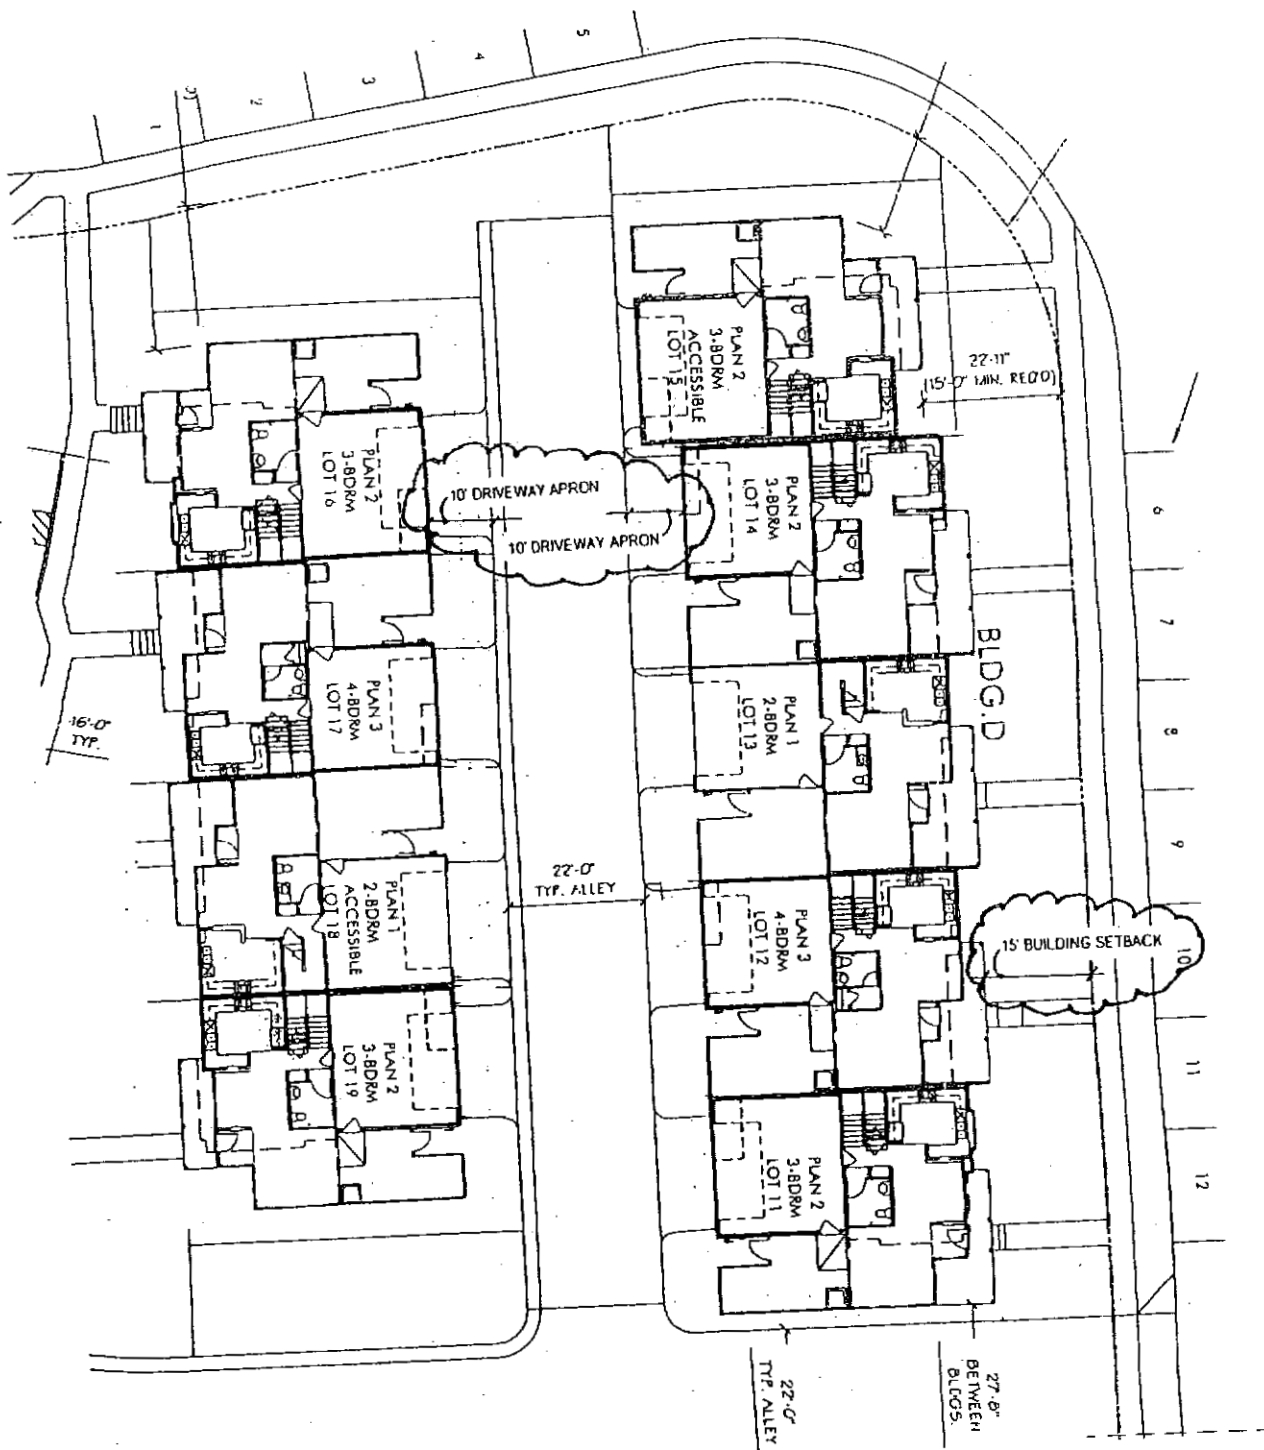 5
4
3
2
1
PLAN 2
3-BDRM
ACCESSIBLE
LOT 15
22'-11"
(15'-0" MIN. REQ'D)
PLAN 2
3-BDRM
LOT 16
10' DRIVEWAY APRON
10' DRIVEWAY APRON
PLAN 2
3-BDRM
LOT 14
6
7
BLDG.D
PLAN 3
4-BDRM
LOT 17
PLAN 1
2-BDRM
LOT 13
16'-0"
TYP.
8
9
22'-0"
TYP. ALLEY
PLAN 1
2-BDRM
ACCESSIBLE
LOT 18
PLAN 3
4-BDRM
LOT 12
15' BUILDING SETBACK
10
PLAN 2
3-BDRM
LOT 19
11
PLAN 2
3-BDRM
LOT 11
12
22'-0"
TYP. ALLEY
27'-8"
BETWEEN
BLDGS.